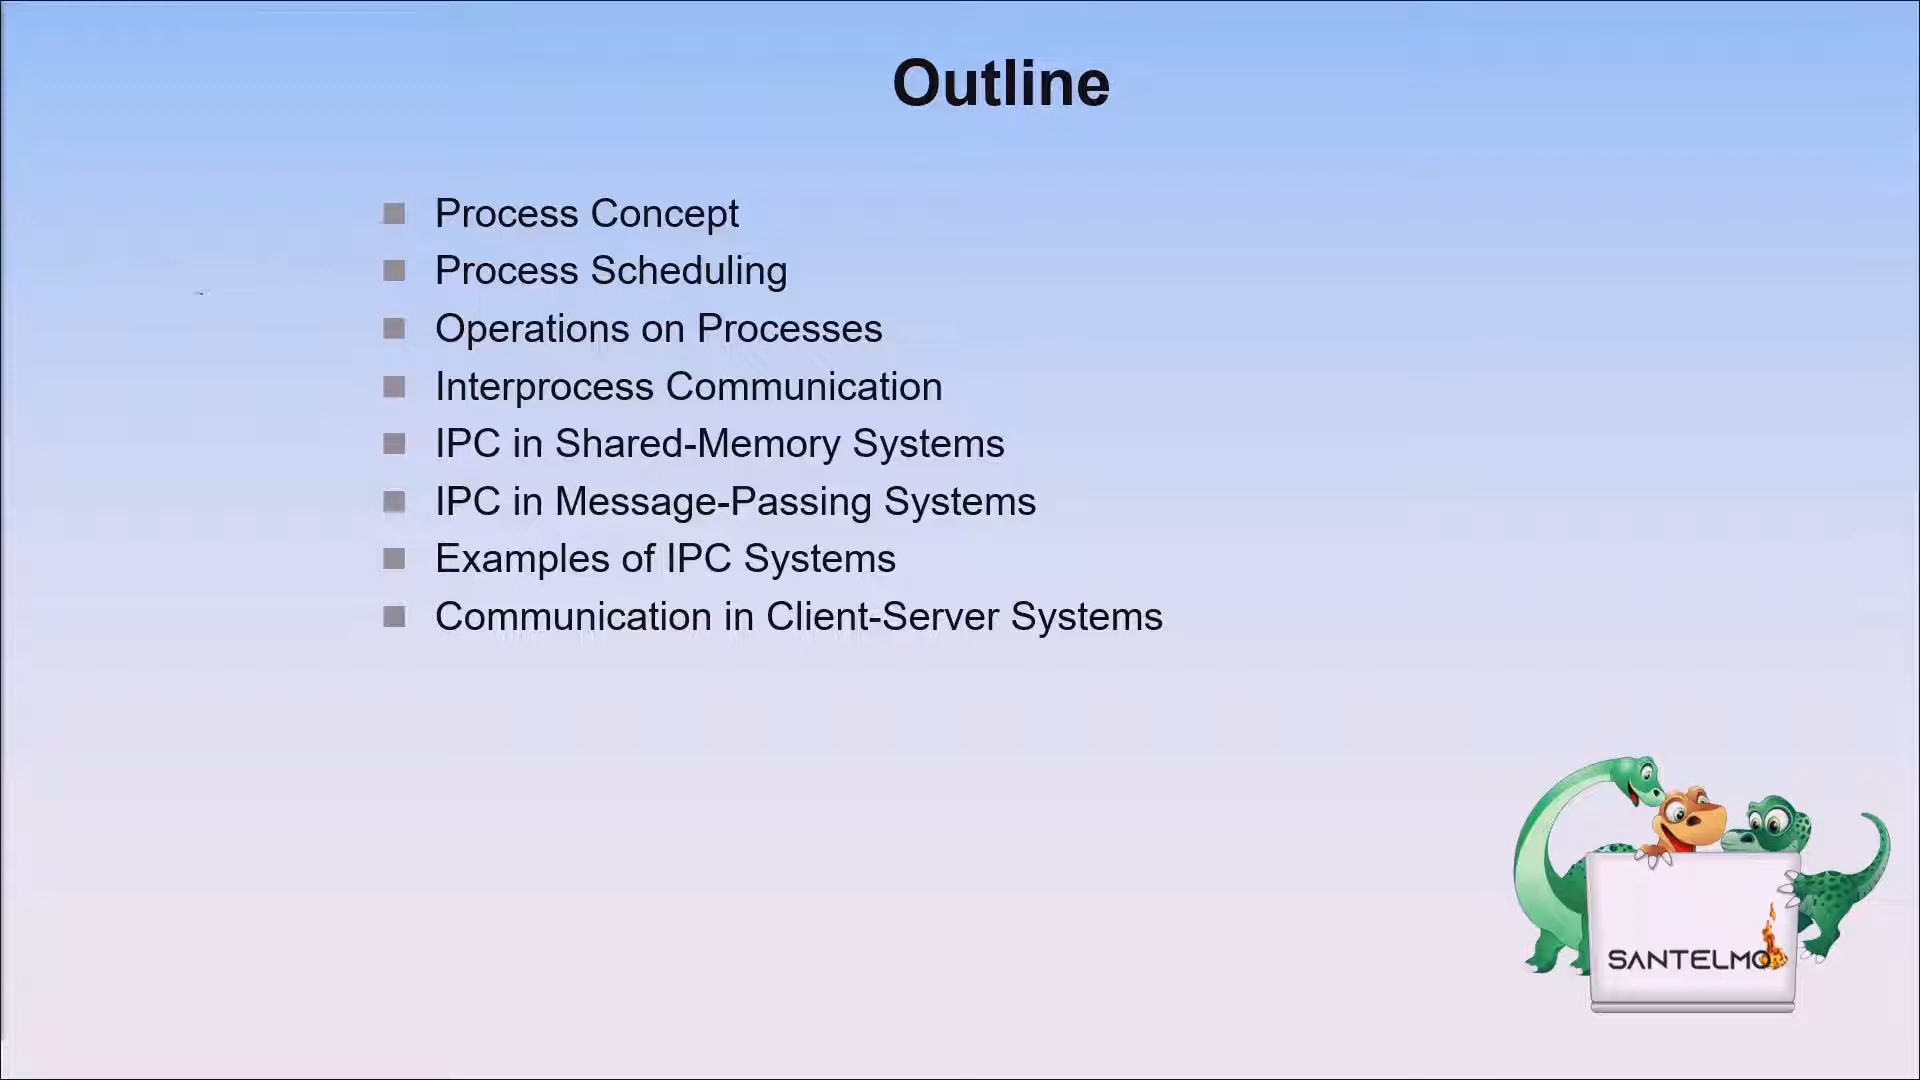 Outline
Process Concept
Process Scheduling
Operations on Processes
Interprocess Communication
IPC in Shared-Memory Systems
IPC in Message-Passing Systems
Examples of IPC Systems
Communication in Client-Server Systems
SANTELMO